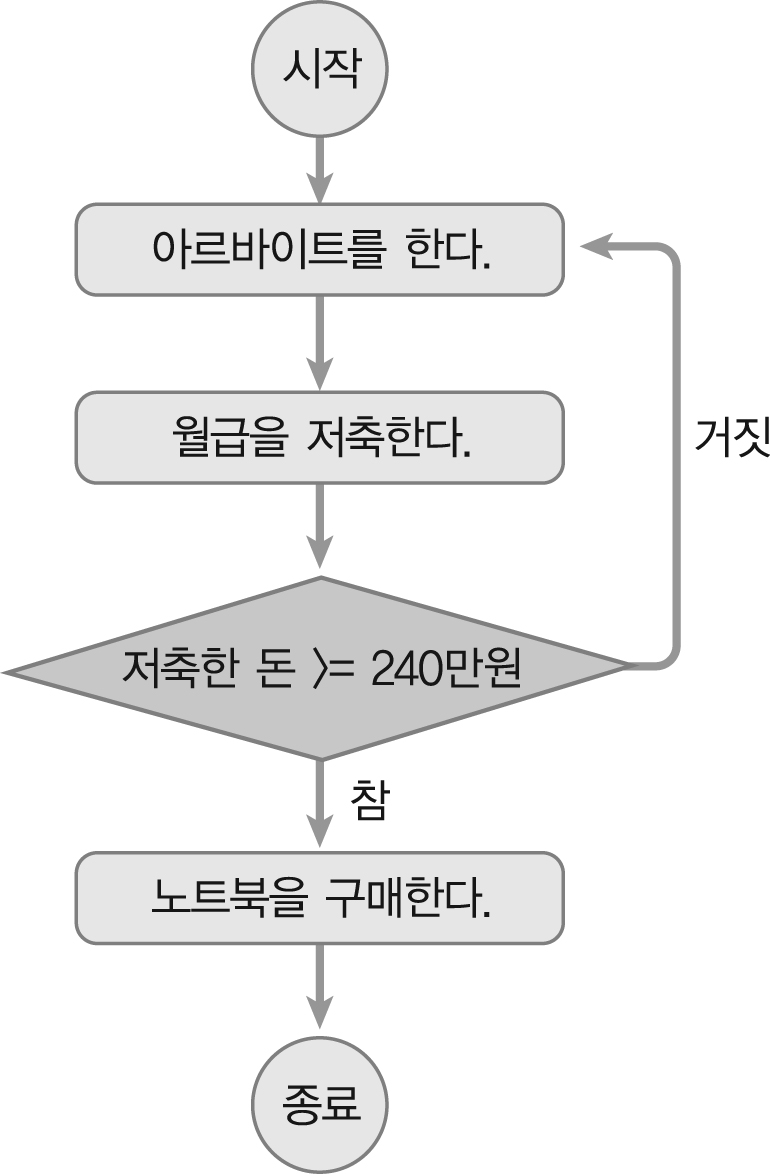 시작
아르바이트를 한다.
월급을 저축한다.
거짓
저축한 돈 >= 240만원
참
노트북을 구매한다.
종료